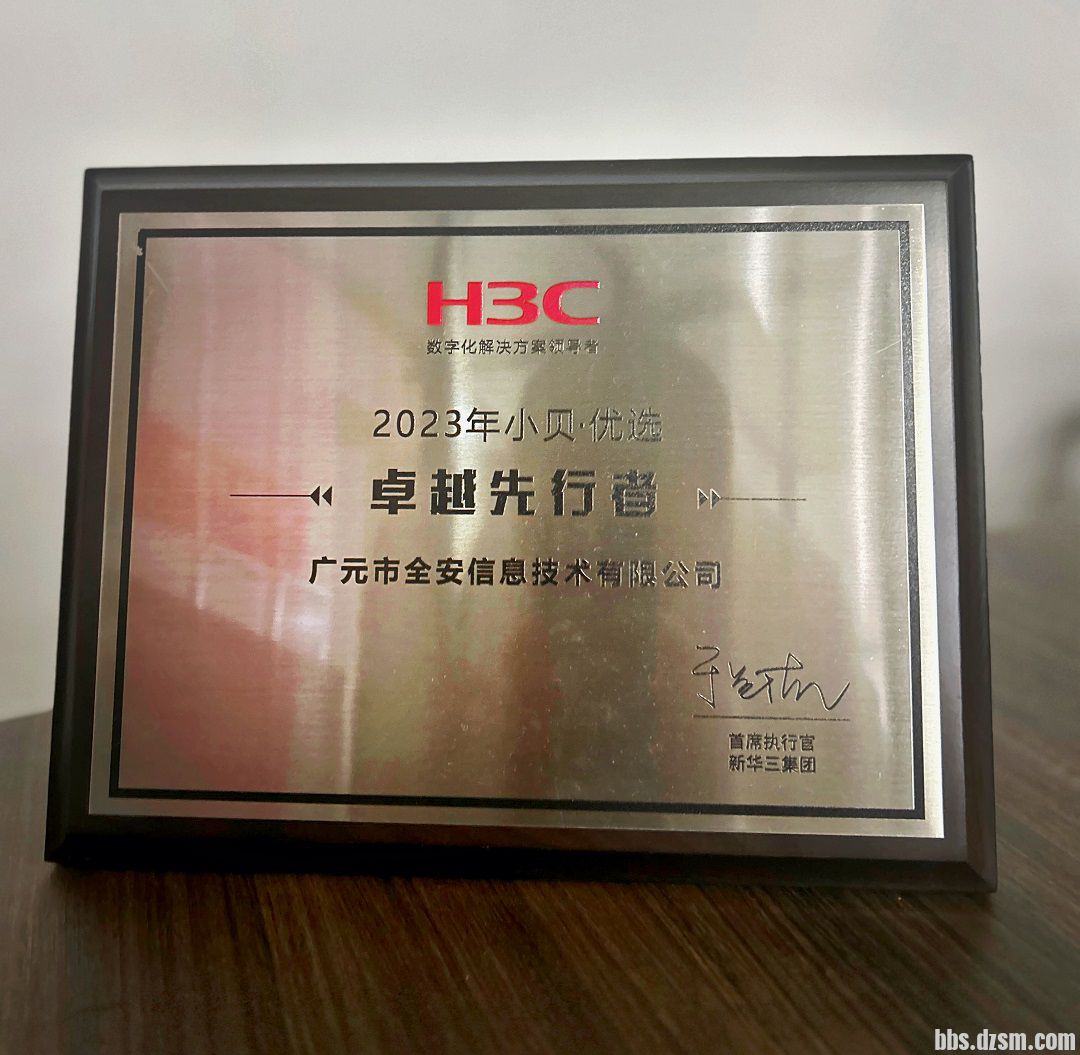 H3C
数字化解决方案领导者
2023年小贝·优选
卓越先行者
广元市全安信息技术有限公司
首席执行官
新华三集团
bbs.dzsm.com